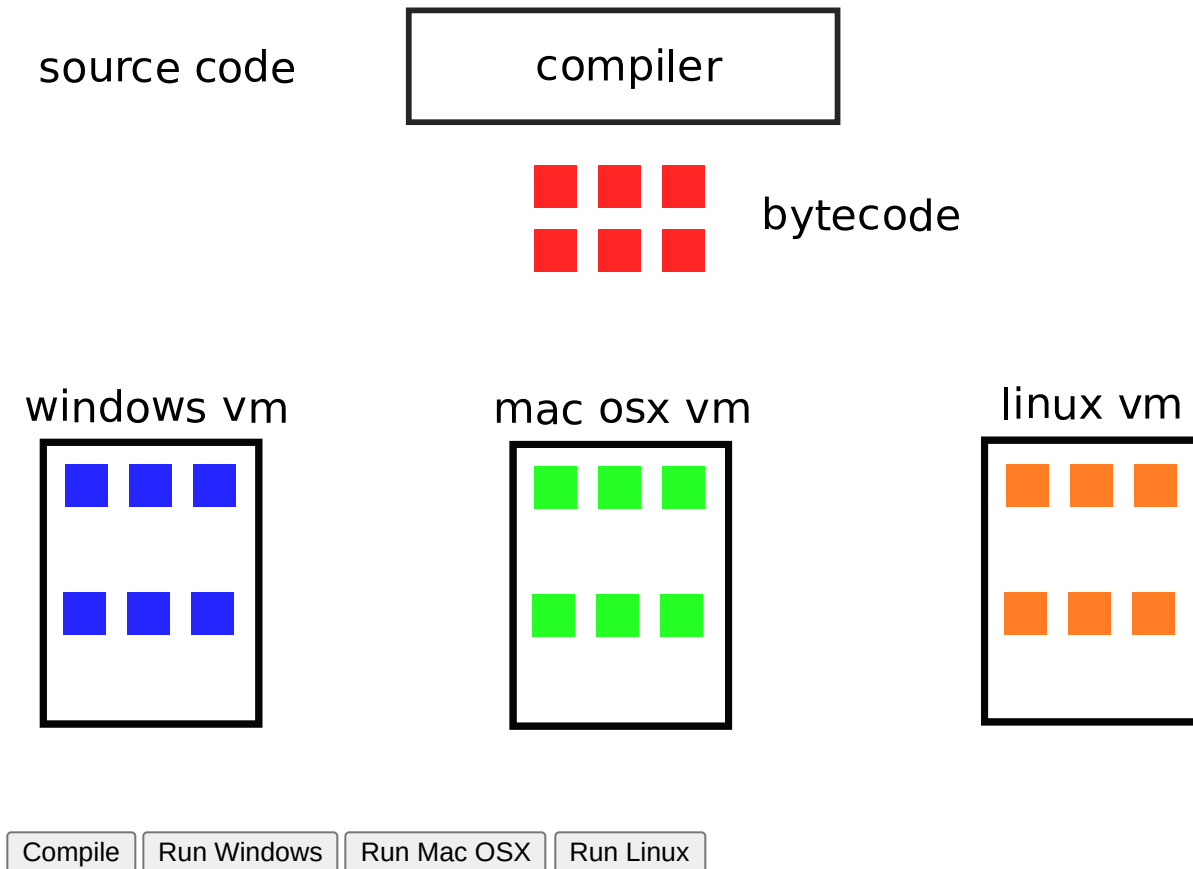 source code
compiler
bytecode
windows vm
mac osx vm
linux vm
Compile
Run Windows
Run Mac OSX
Run Linux